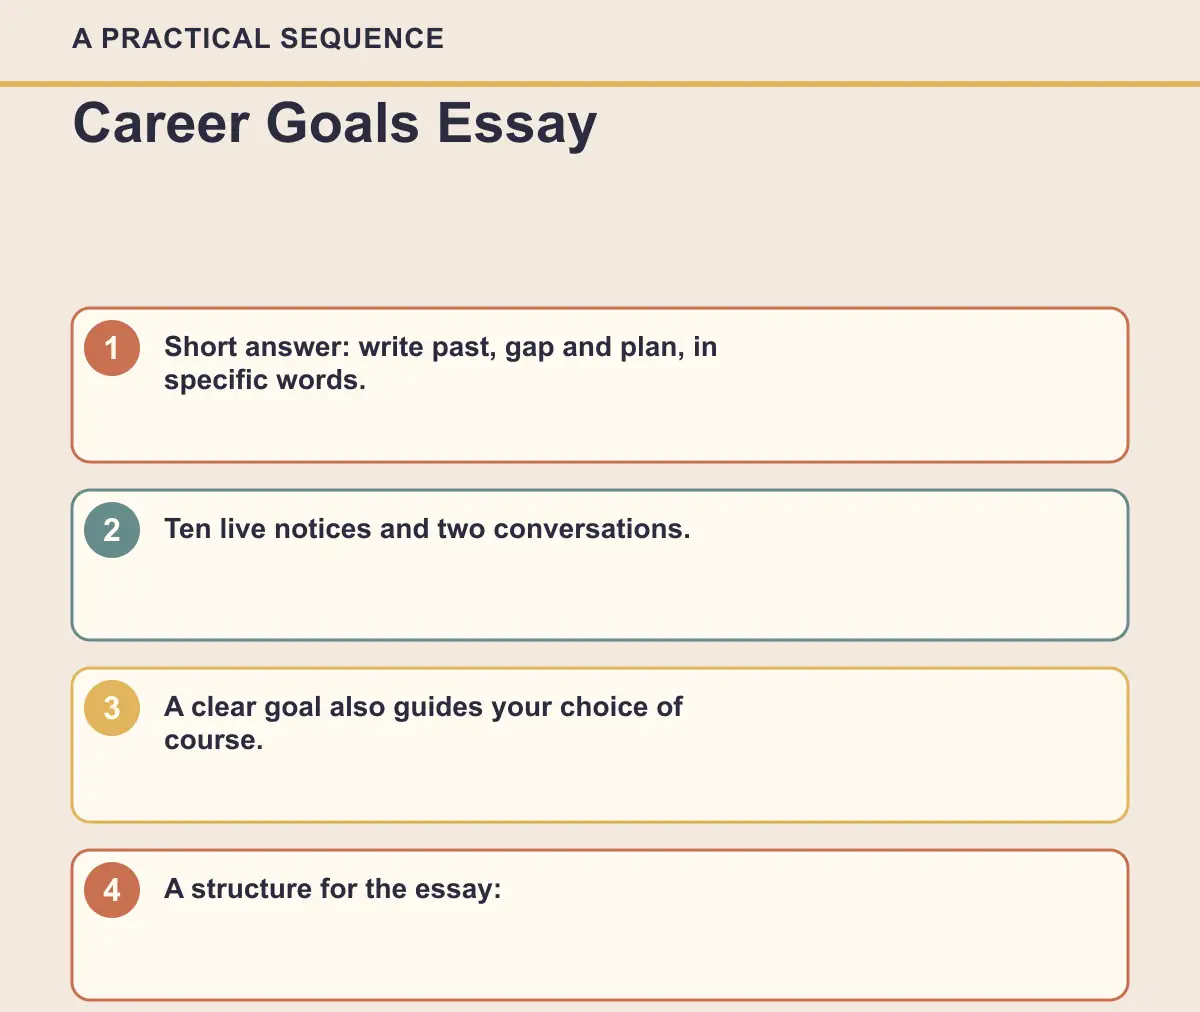 A PRACTICAL SEQUENCE
Career Goals Essay
1
Short answer: write past, gap and plan, in
specific words.
2
Ten live notices and two conversations.
3
A clear goal also guides your choice of
course.
4
A structure for the essay: